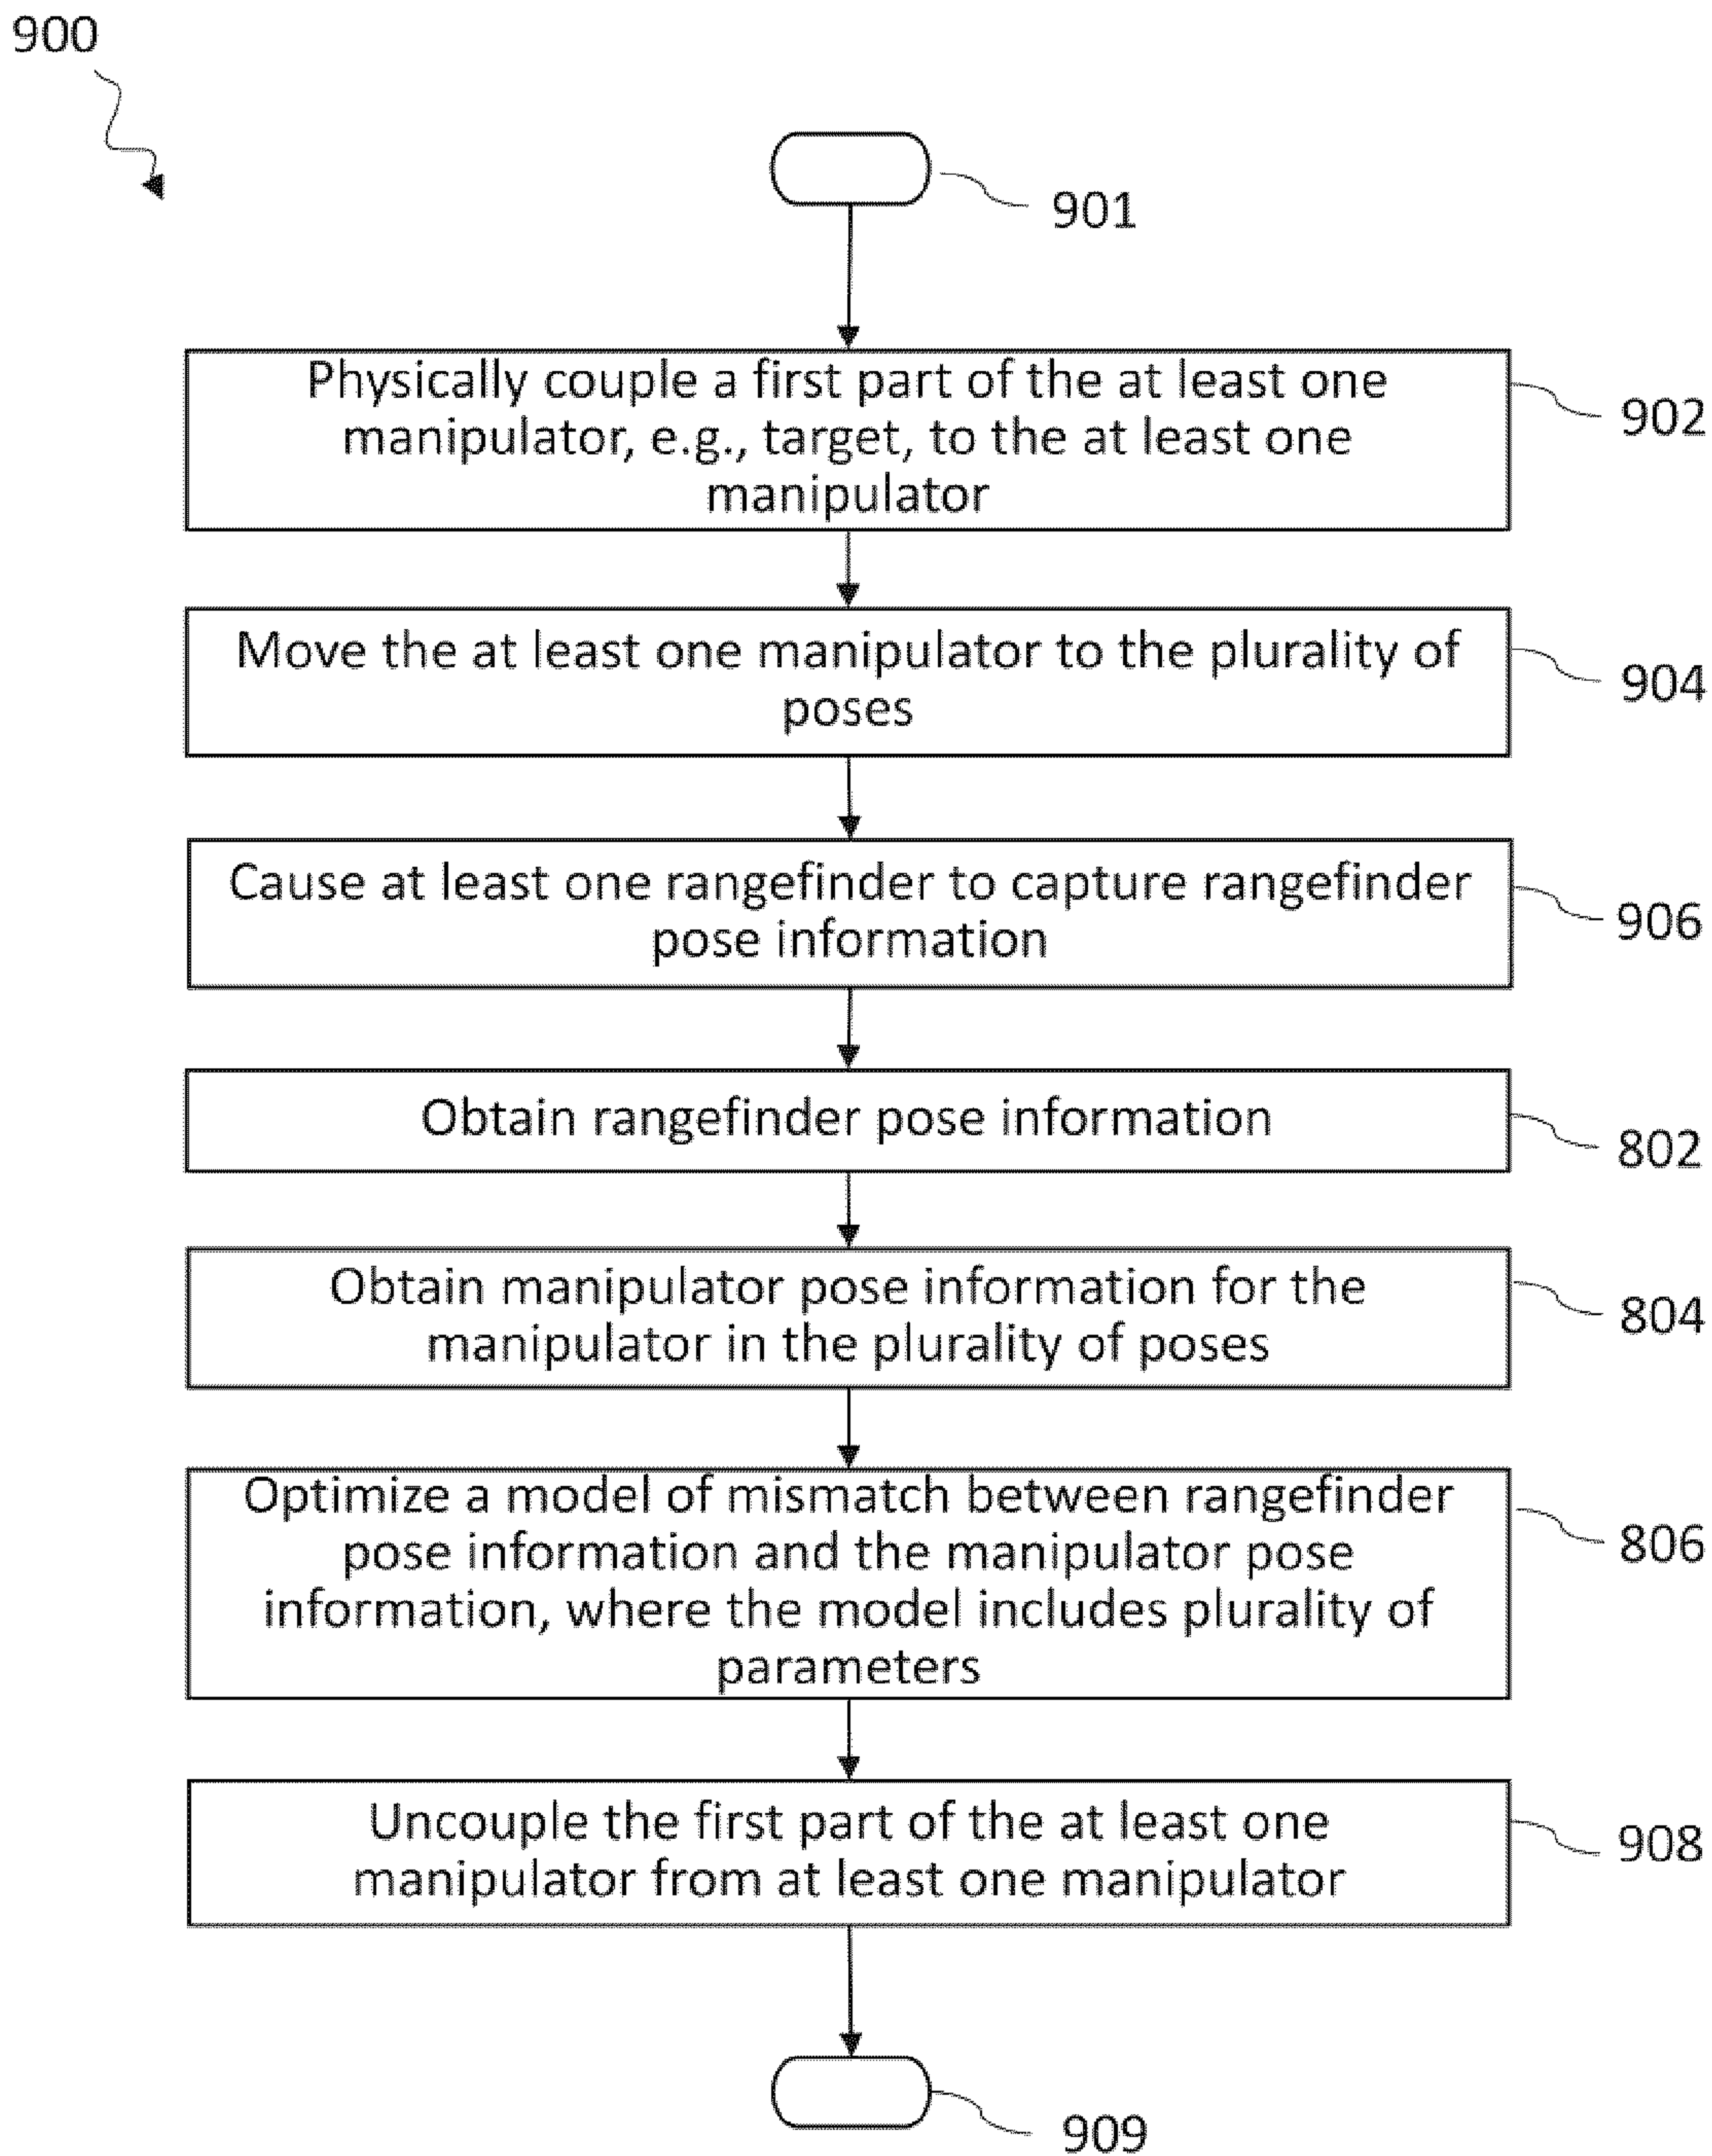 900
901
Physically couple a first part of the at least one
manipulator, e.g., target, to the at least one
manipulator
902
Move the at least one manipulator to the plurality of
poses
904
Cause at least one rangefinder to capture rangefinder
pose information
906
Obtain rangefinder pose information
802
Obtain manipulator pose information for the
manipulator in the plurality of poses
804
Optimize a model of mismatch between rangefinder
pose information and the manipulator pose
information, where the model includes plurality of
parameters
806
Uncouple the first part of the at least one
manipulator from at least one manipulator
908
909